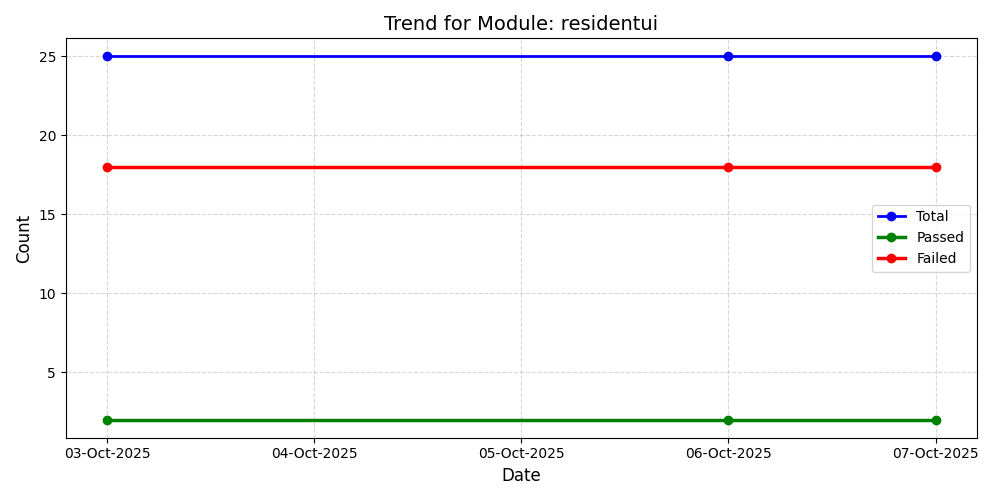 Trend for Module: residentui
Count
25
20
15
10
5
Total
Passed
Failed
03-Oct-2025
04-Oct-2025
05-Oct-2025
06-Oct-2025
07-Oct-2025
Date